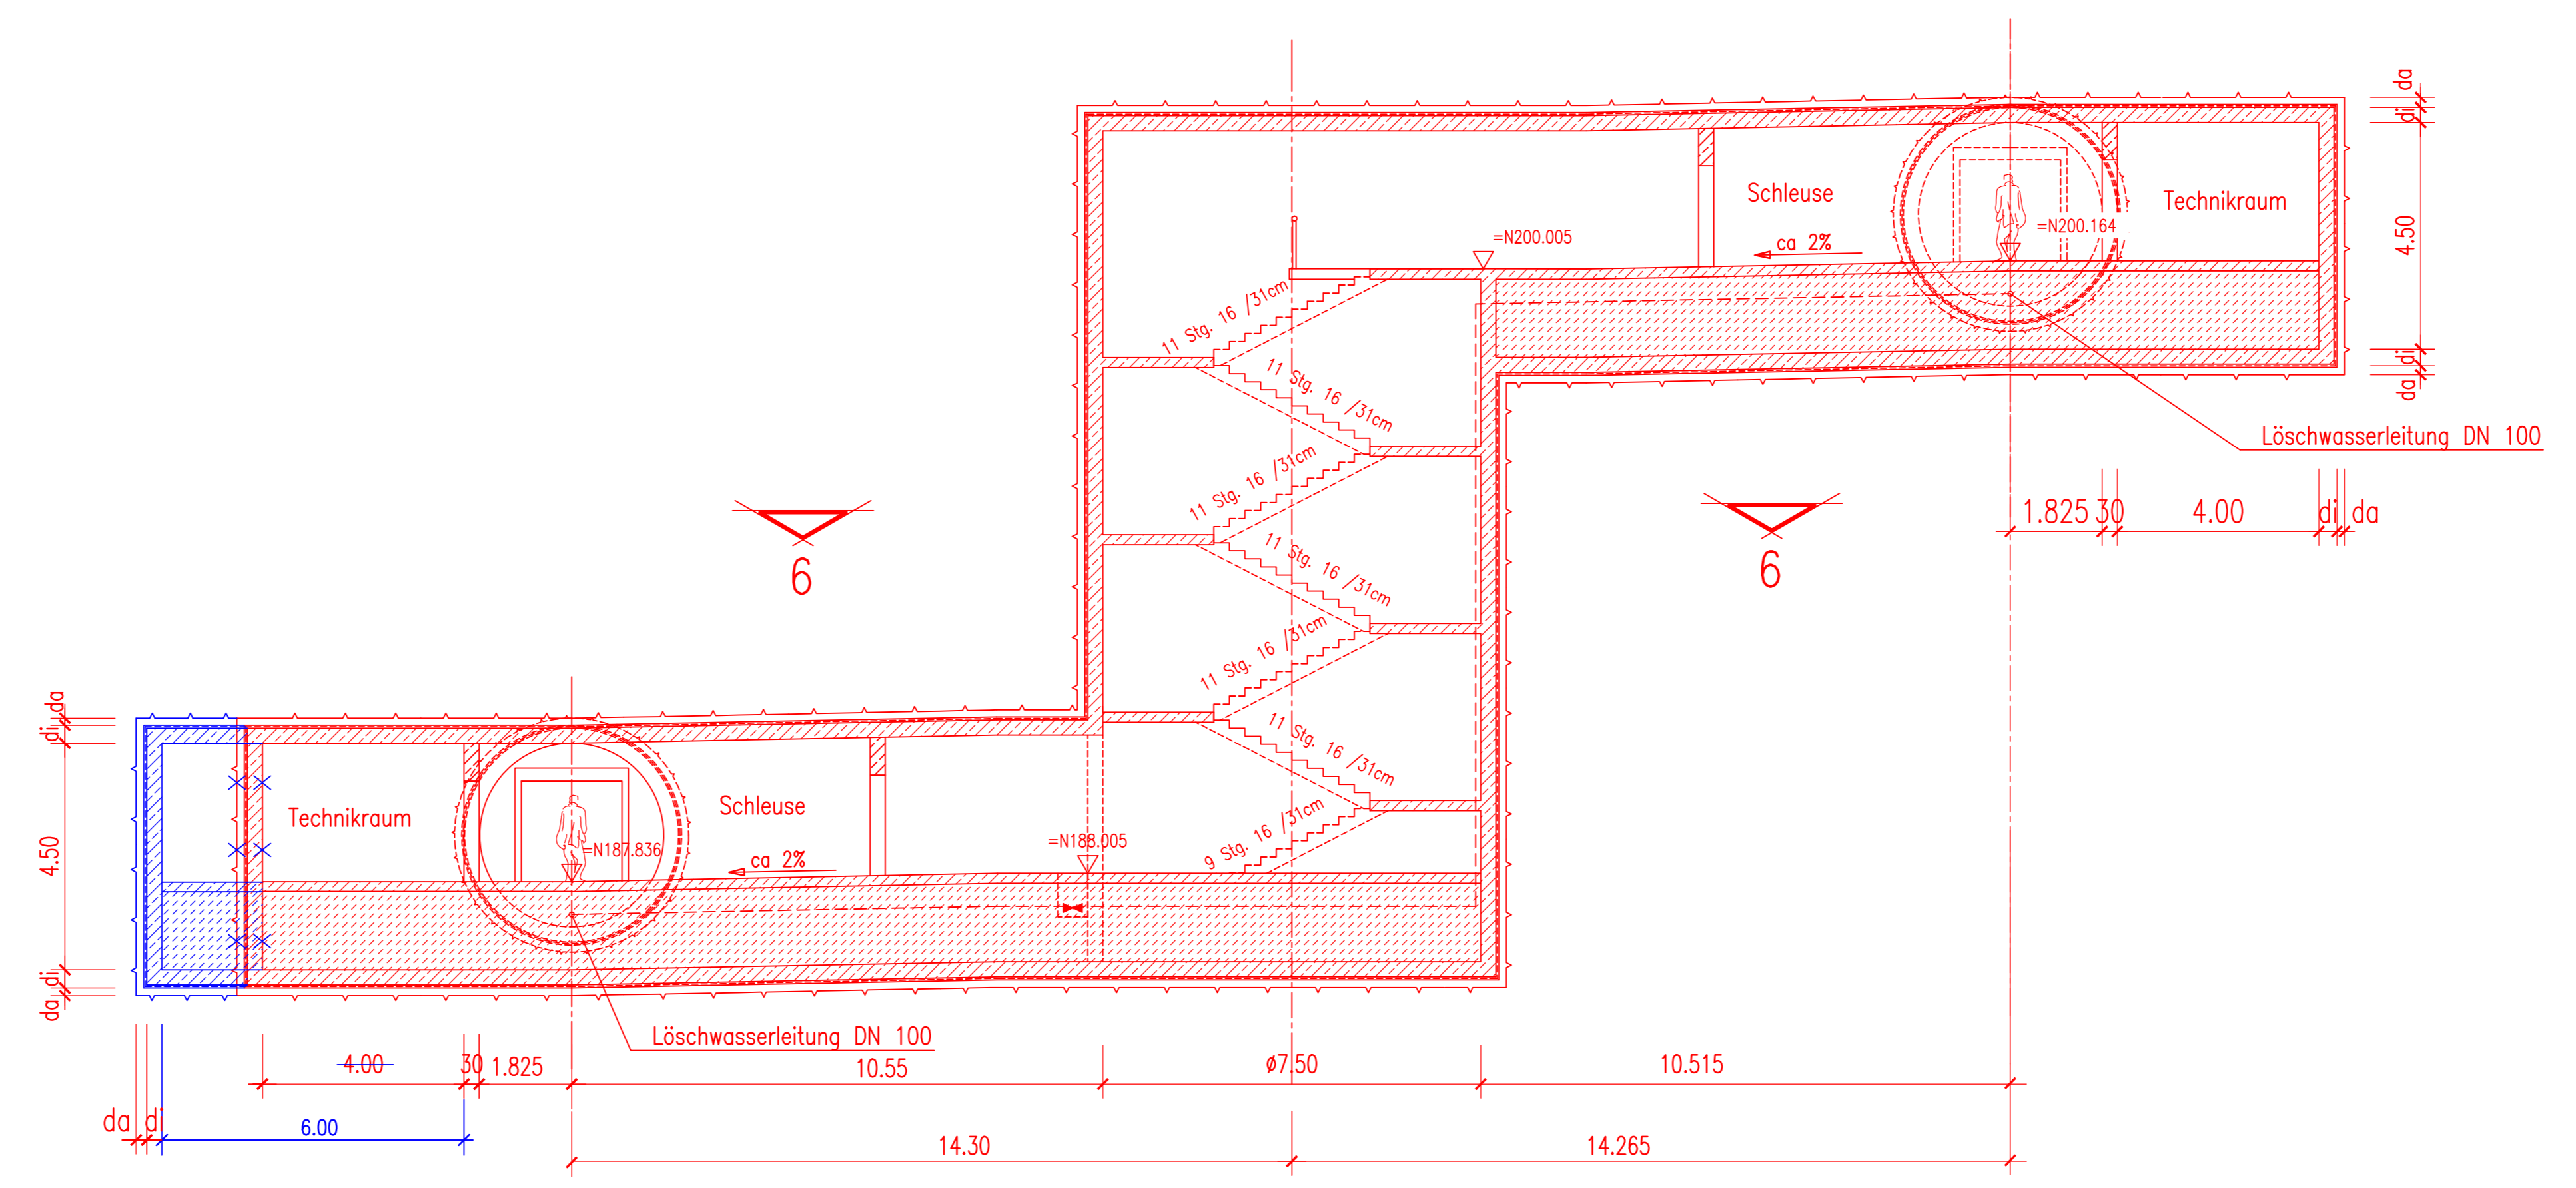 da
di
Schleuse
Technikraum
=N200.005
=N200.164
ca 2%
4.50
11 Stg. 16 /31cm
di
da
11 Stg. 16 /31cm
Löschwasserleitung DN 100
11 Stg. 16 /31cm
1.825
30
4.00
di
da
6
6
11 Stg. 16 /31cm
11 Stg. 16 /31cm
da
di
11 Stg. 16 /31cm
Technikraum
Schleuse
4.50
=N187.836
ca 2%
=N188.005
9 Stg. 16 /31cm
di
da
Löschwasserleitung DN 100
4.00
30
1.825
10.55
ø7.50
10.515
da
di
6.00
14.30
14.265